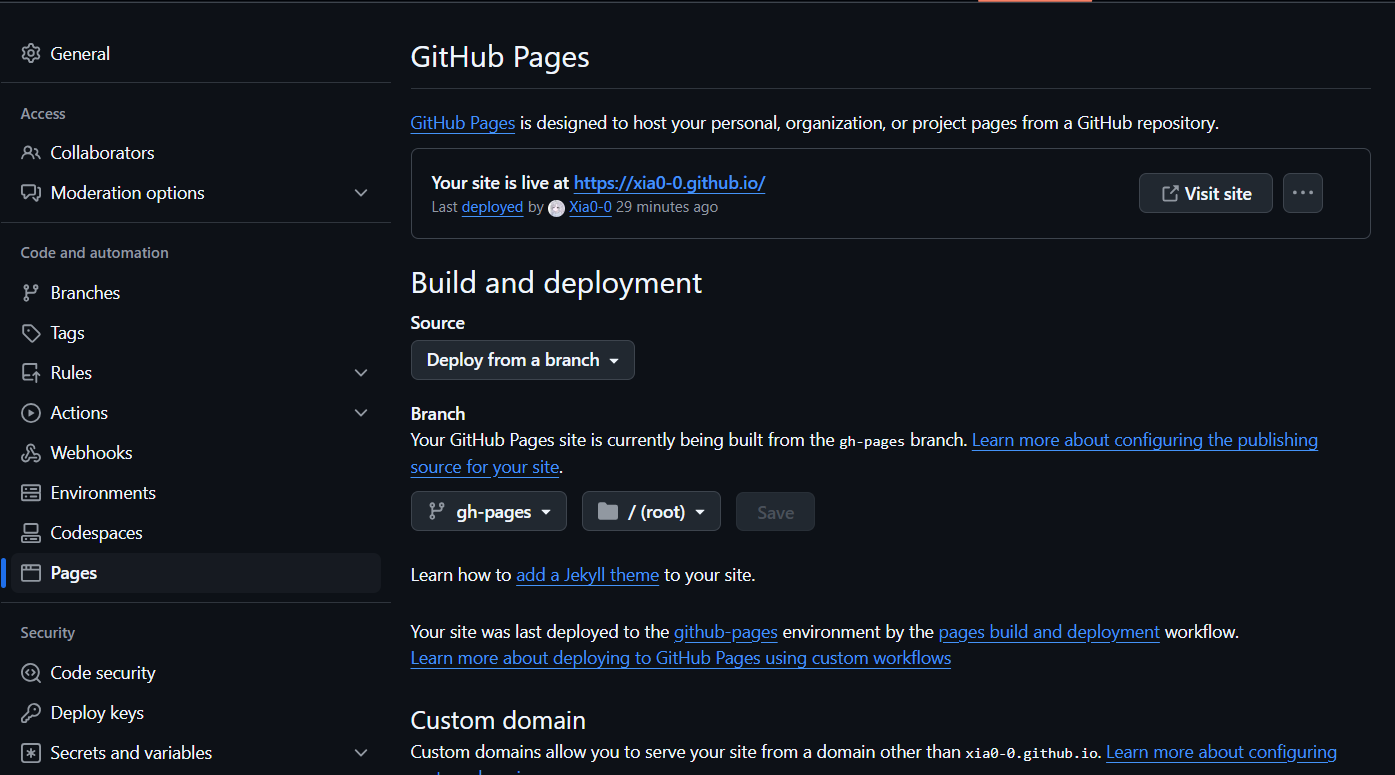 General
Access
Collaborators
Moderation options
Code and automation
Branches
Tags
Rules
Actions
Webhooks
Environments
Codespaces
Pages
Security
Code security
Deploy keys
Secrets and variables
GitHub Pages
GitHub Pages is designed to host your personal, organization, or project pages from a GitHub repository.
Your site is live at https://xia0-0.github.io/
Last deployed by Xia0-0 29 minutes ago
Visit site
Build and deployment
Source
Deploy from a branch
Branch
Your GitHub Pages site is currently being built from the gh-pages branch. Learn more about configuring the publishing
source for your site.
gh-pages
/ (root)
Save
Learn how to add a Jekyll theme to your site.
Your site was last deployed to the github-pages environment by the pages build and deployment workflow.
Learn more about deploying to GitHub Pages using custom workflows
Custom domain
Custom domains allow you to serve your site from a domain other than xia0-0.github.io. Learn more about configuring